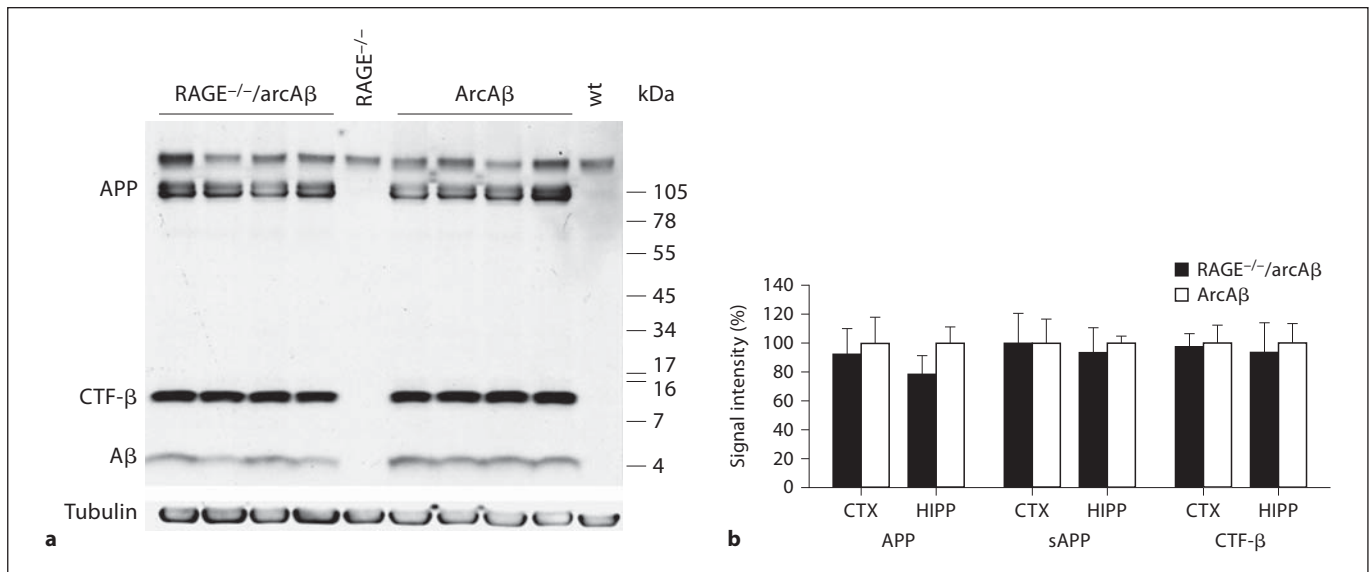 RAGE–/–/arcAβ RAGE–/– ArcAβ wt kDa
APP
105
78
55
45
34
17
CTF-β 16
7
Aβ
4
Tubulin
a
RAGE–/–/arcAβ
ArcAβ
Signal intensity (%)
140
120
100
80
60
40
20
0
CTX HIPP CTX HIPP CTX HIPP
APP sAPP CTF-β
b